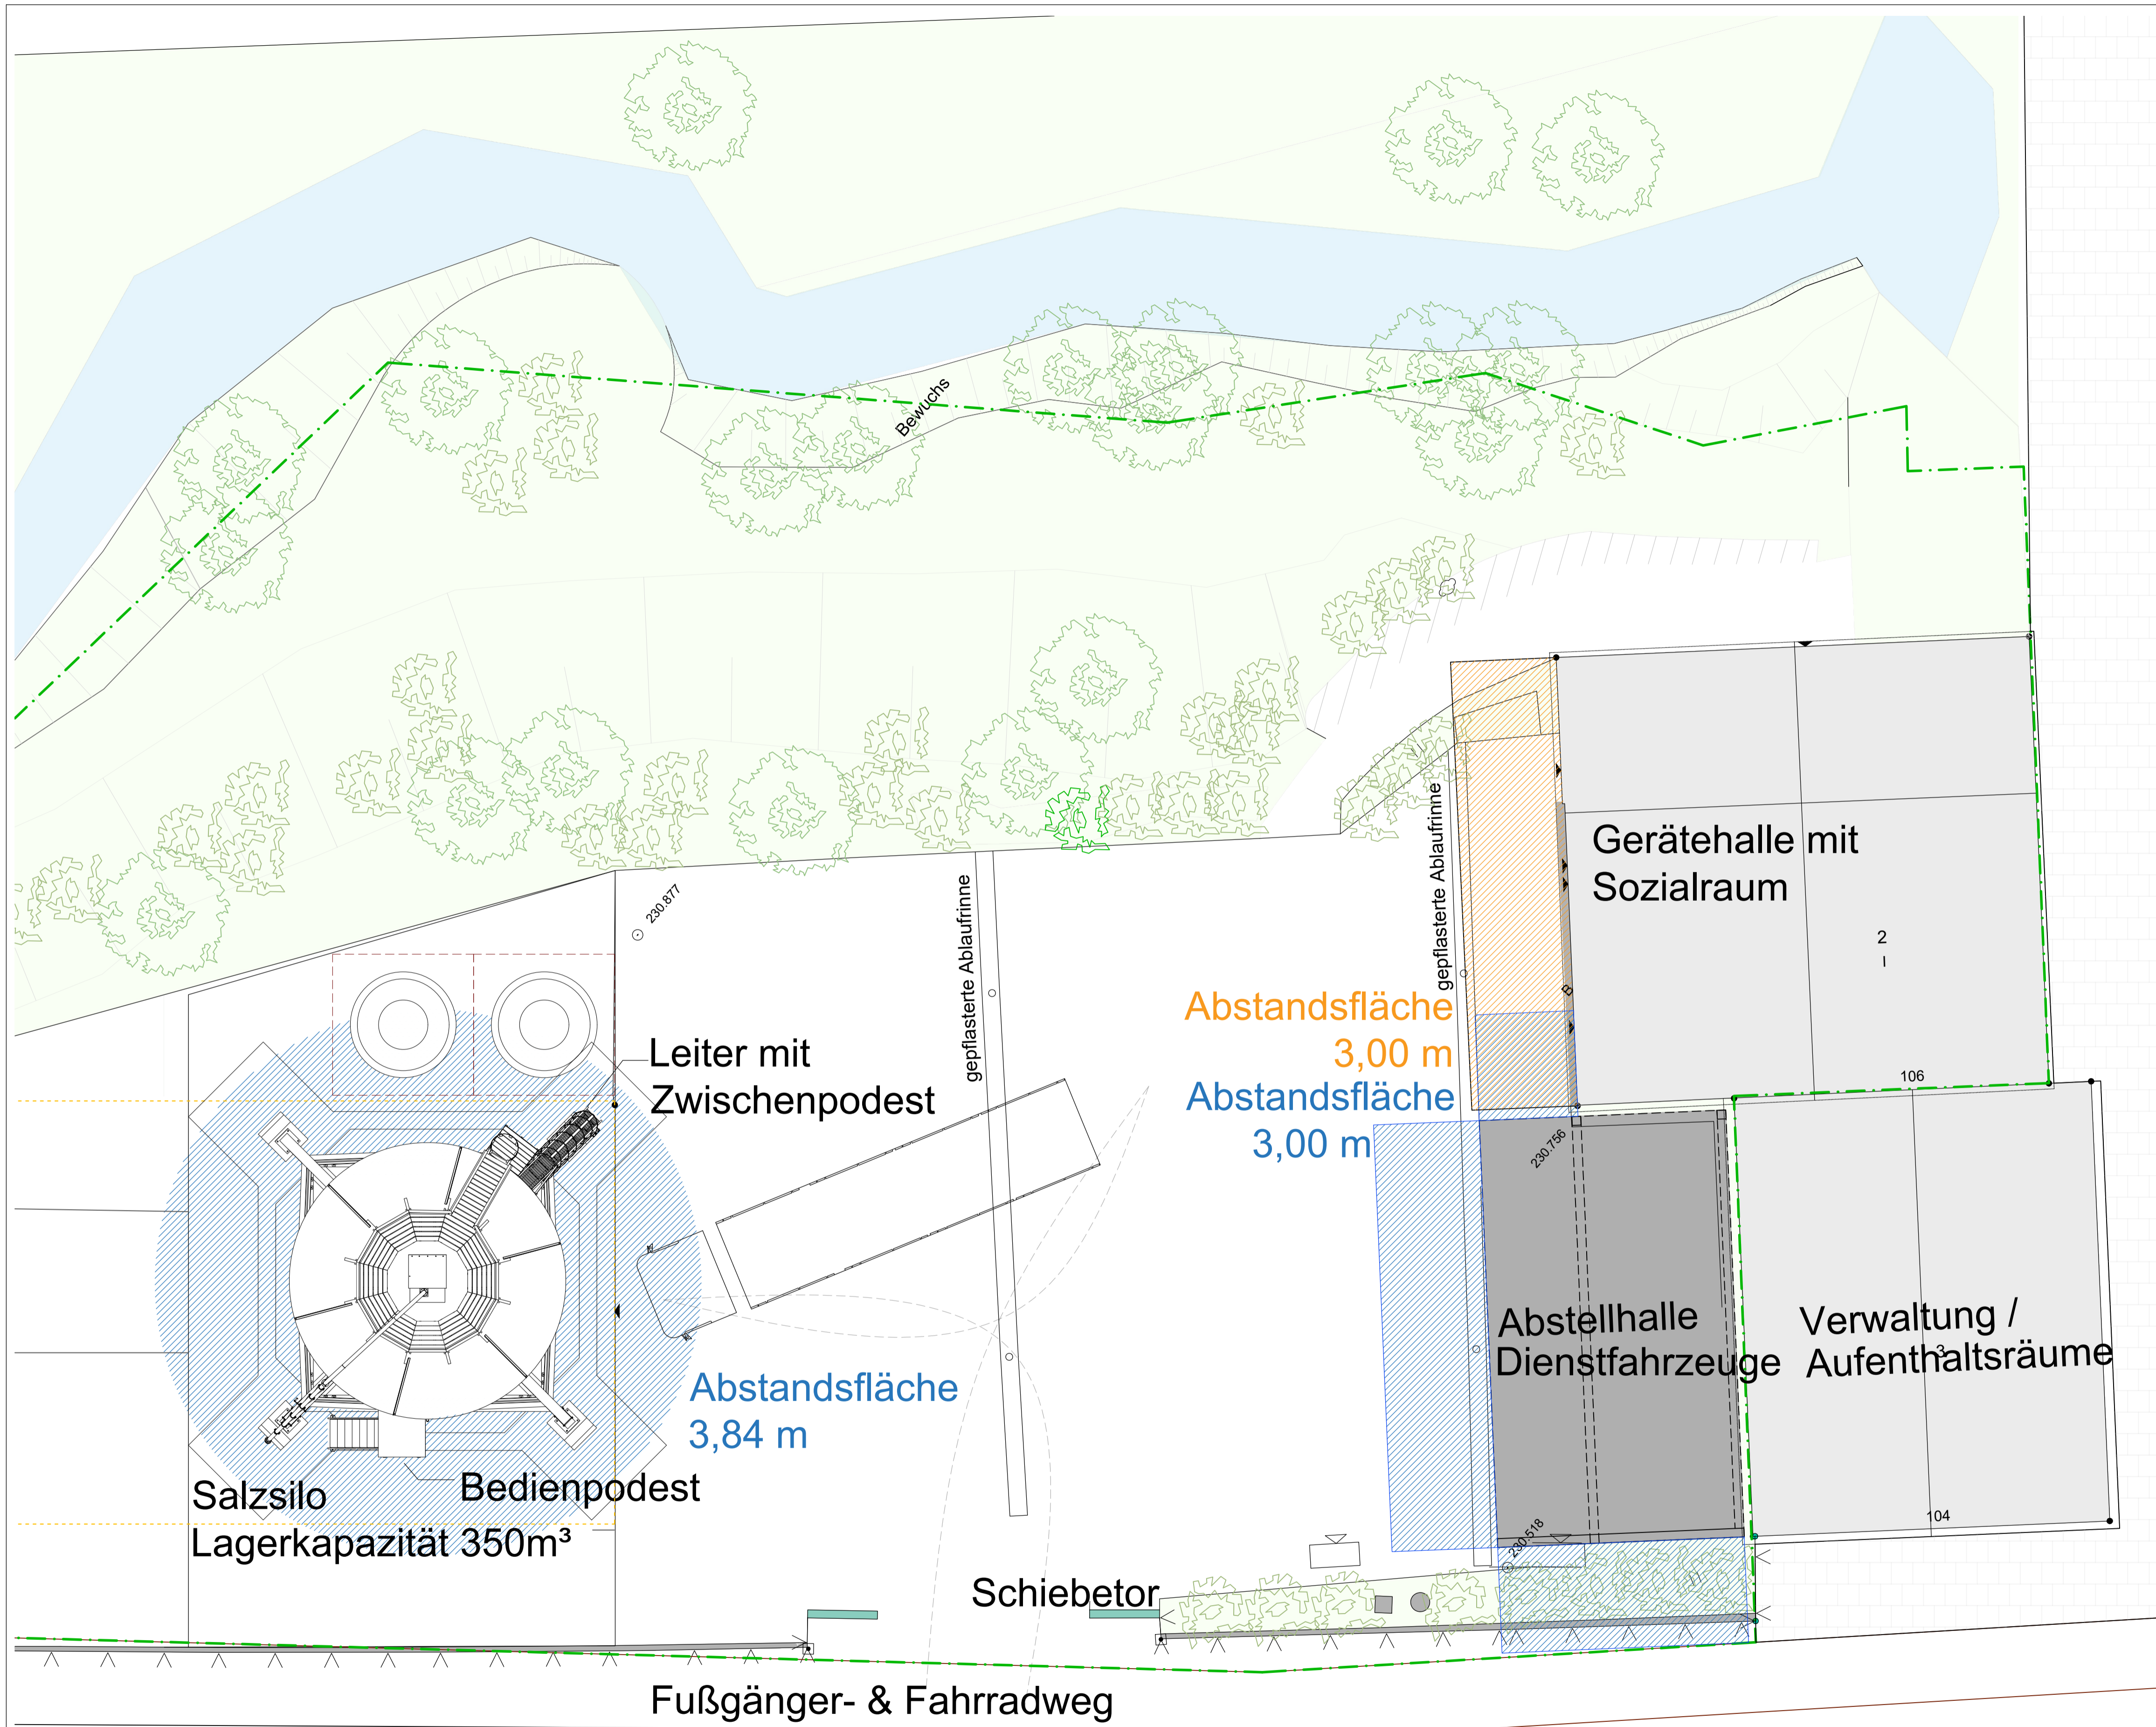 Bewuchs
gepflasterte Ablaufrinne
Gerätehalle mit
Sozialraum
2
I
230.877
gepflasterte Ablaufrinne
Abstandsfläche
3,00 m
B
Leiter mit
Zwischenpodest
Abstandsfläche
3,00 m
106
230.756
Abstellhalle
Dienstfahrzeuge
Verwaltung /
Aufenthaltsräume
3
Abstandsfläche
3,84 m
Salzsilo
Lagerkapazität 350m³
Bedienpodest
104
230.518
Schiebetor
Fußgänger- & Fahrradweg